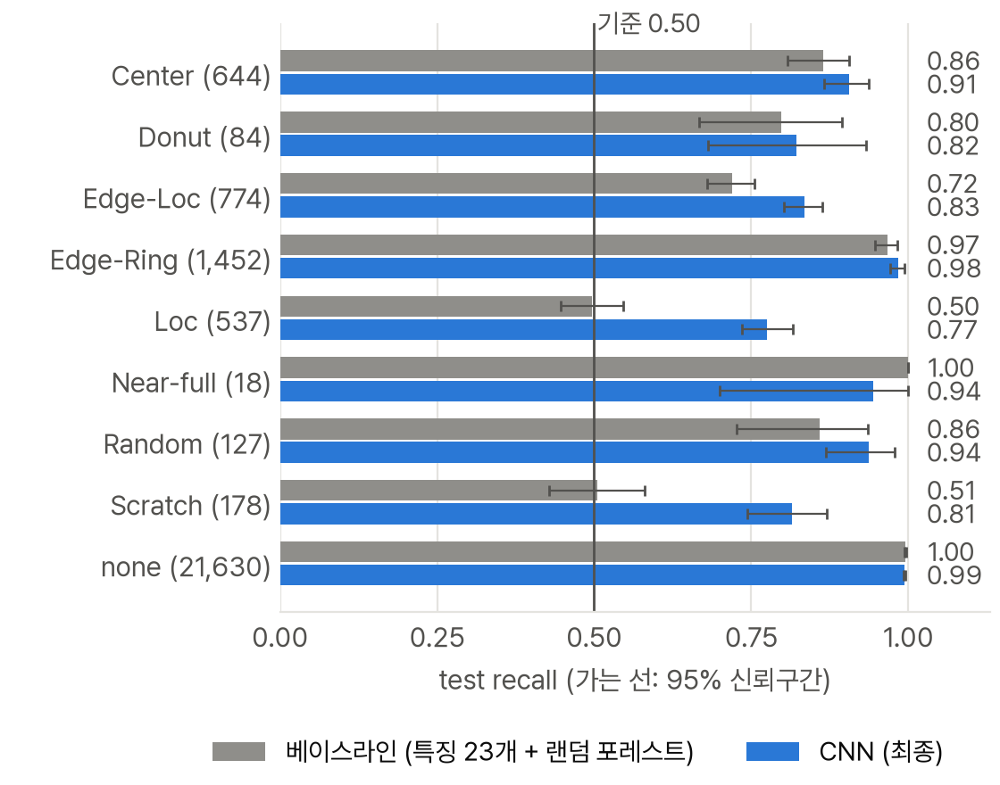 기준 0.50
Center (644) 0.86
0.91
Donut (84) 0.80
0.82
Edge-Loc (774) 0.72
0.83
Edge-Ring (1,452) 0.97
0.98
Loc (537) 0.50
0.77
Near-full (18) 1.00
0.94
Random (127) 0.86
0.94
Scratch (178) 0.51
0.81
none (21,630) 1.00
0.99
0.00 0.25 0.50 0.75 1.00
test recall (가는 선: 95% 신뢰구간)
베이스라인 (특징 23개 + 랜덤 포레스트) CNN (최종)